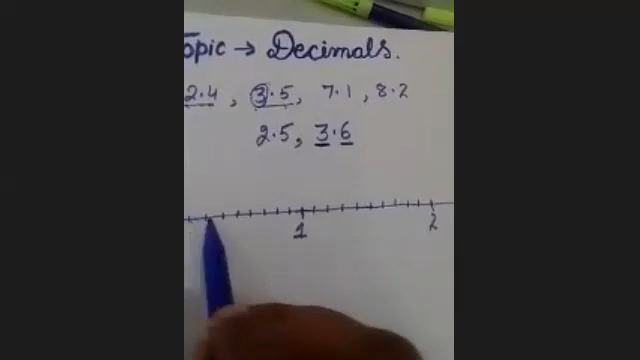 Topic → Decimals.
2.4, 3.5, 7.1, 8.2
2.5, 3.6
1 2